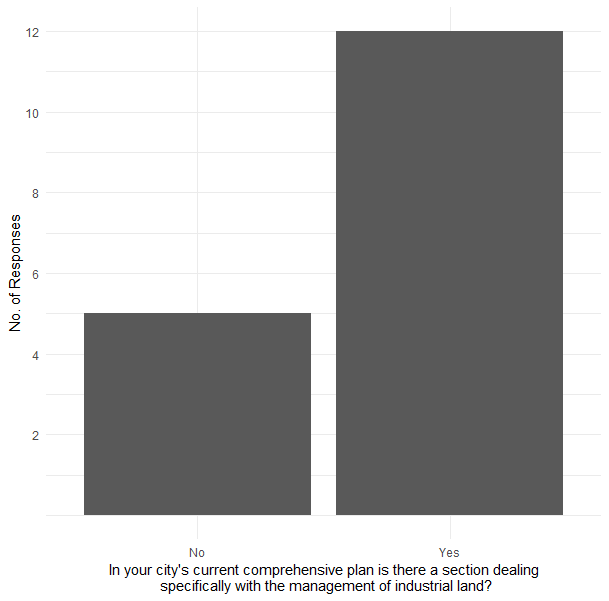 12
10
8
6
4
2
No. of Responses
No
Yes
In your city's current comprehensive plan is there a section dealing
specifically with the management of industrial land?